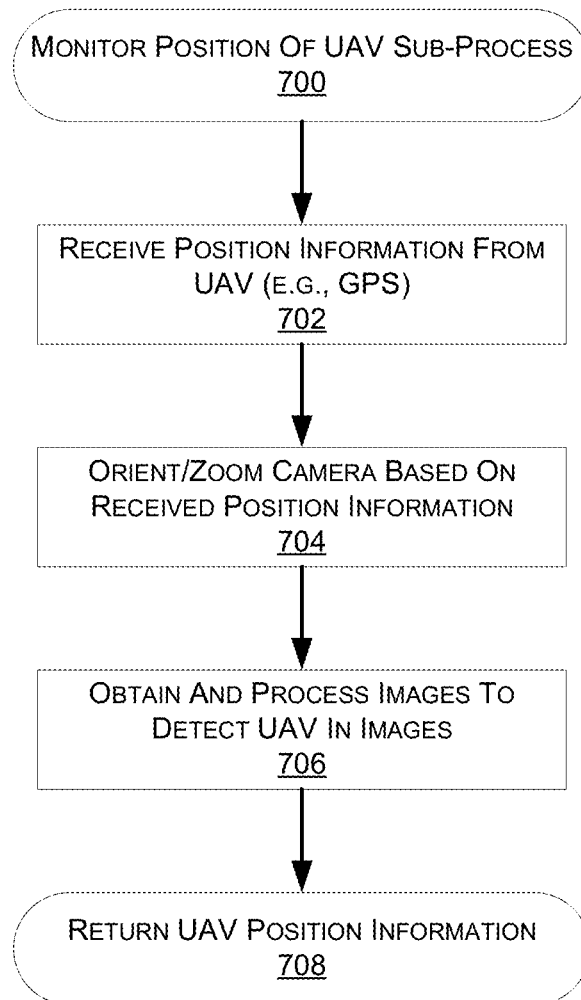 MONITOR POSITION OF UAV SUB-PROCESS
700
RECEIVE POSITION INFORMATION FROM
UAV (E.G., GPS)
702
ORIENT/ZOOM CAMERA BASED ON
RECEIVED POSITION INFORMATION
704
OBTAIN AND PROCESS IMAGES TO
DETECT UAV IN IMAGES
706
RETURN UAV POSITION INFORMATION
708